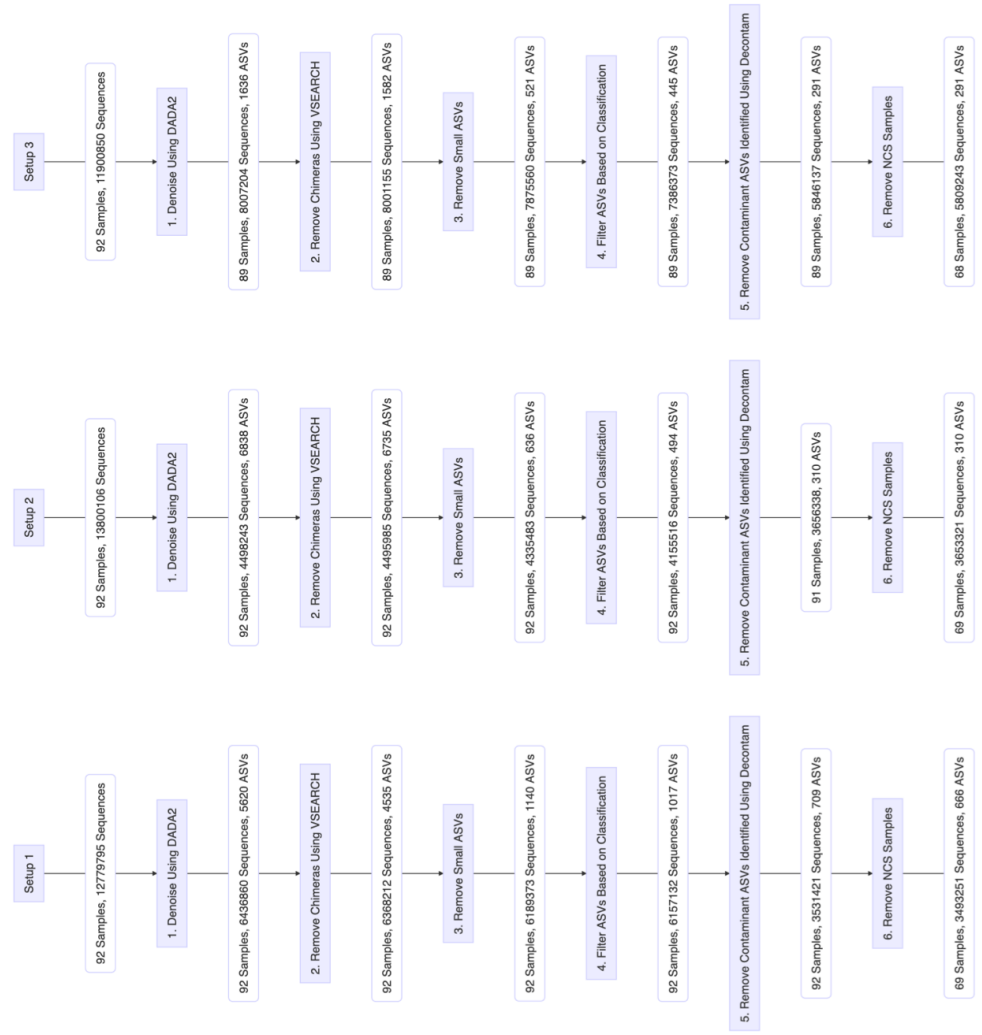 Setup 1
92 Samples, 12779795 Sequences
1. Denoise Using DADA2
92 Samples, 6436860 Sequences, 5620 ASVs
2. Remove Chimeras Using VSEARCH
92 Samples, 6368212 Sequences, 4535 ASVs
3. Remove Small ASVs
92 Samples, 6189373 Sequences, 1140 ASVs
4. Filter ASVs Based on Classification
92 Samples, 6157132 Sequences, 1017 ASVs
5. Remove Contaminant ASVs Identified Using Decontam
92 Samples, 3531421 Sequences, 709 ASVs
6. Remove NCS Samples
69 Samples, 3493251 Sequences, 666 ASVs
Setup 2
92 Samples, 13800106 Sequences
1. Denoise Using DADA2
92 Samples, 4498243 Sequences, 6838 ASVs
2. Remove Chimeras Using VSEARCH
92 Samples, 4495985 Sequences, 6735 ASVs
3. Remove Small ASVs
92 Samples, 4335483 Sequences, 636 ASVs
4. Filter ASVs Based on Classification
92 Samples, 4155516 Sequences, 494 ASVs
5. Remove Contaminant ASVs Identified Using Decontam
91 Samples, 3656338, 310 ASVs
6. Remove NCS Samples
69 Samples, 3653321 Sequences, 310 ASVs
Setup 3
92 Samples, 11900850 Sequences
1. Denoise Using DADA2
89 Samples, 8007204 Sequences, 1636 ASVs
2. Remove Chimeras Using VSEARCH
89 Samples, 8001155 Sequences, 1582 ASVs
3. Remove Small ASVs
89 Samples, 7875560 Sequences, 521 ASVs
4. Filter ASVs Based on Classification
89 Samples, 7386373 Sequences, 445 ASVs
5. Remove Contaminant ASVs Identified Using Decontam
89 Samples, 5846137 Sequences, 291 ASVs
6. Remove NCS Samples
68 Samples, 5809243 Sequences, 291 ASVs